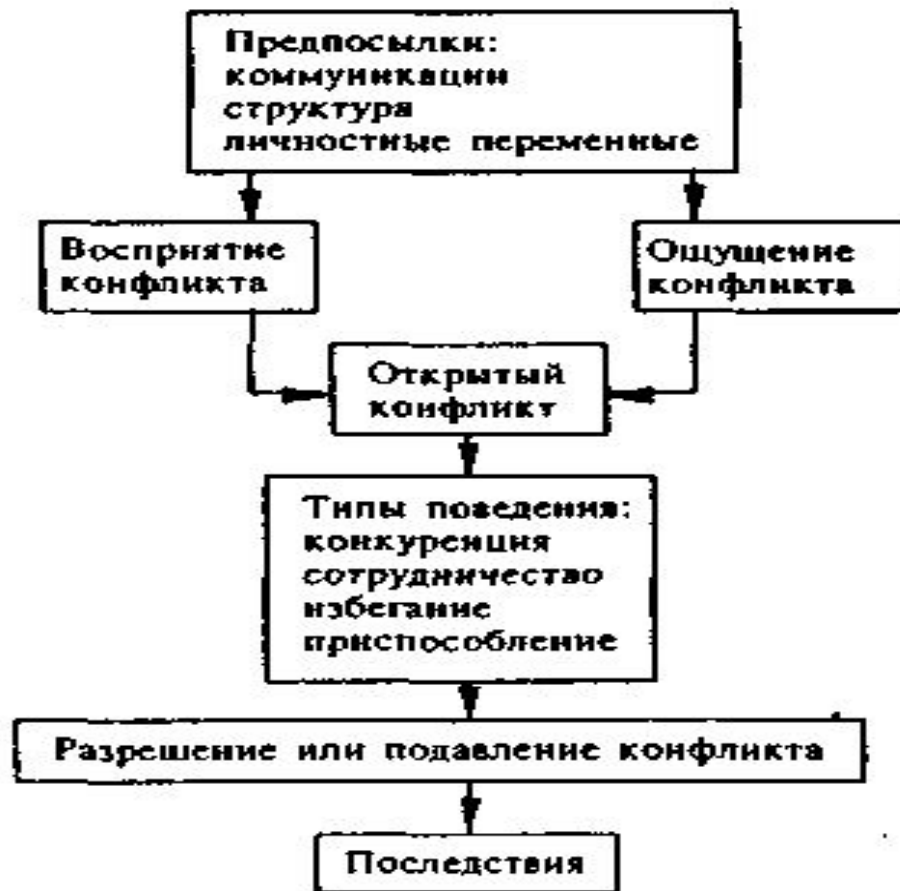 Предпосылки:
коммуникации
структура
личностные переменные
Восприятие
конфликта
Ощущение
конфликта
Открытый
конфликт
Типы поведения:
конкуренция
сотрудничество
избегание
приспособление
Разрешение или подавление конфликта
Последствия